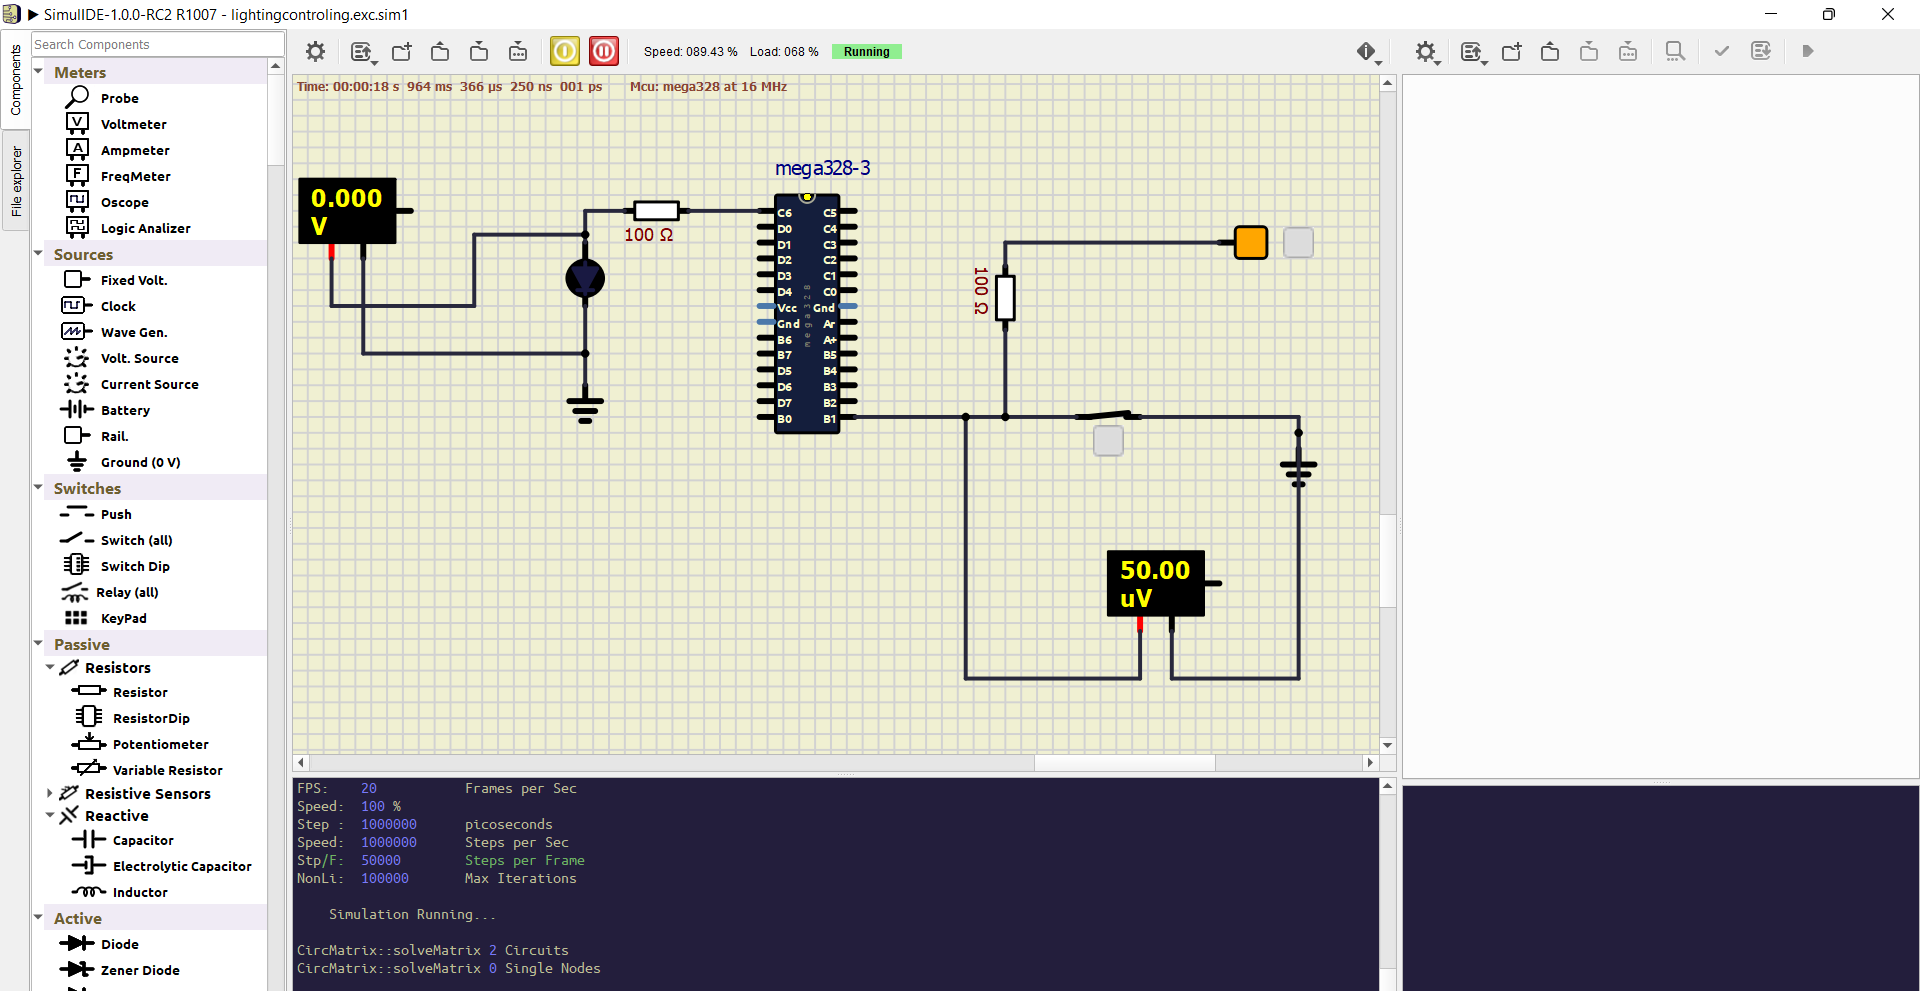 SimulIDE-1.0.0-RC2 R1007 - lightingcontroling.exc.sim1
Components
File explorer
Search Components
Meters
Probe
Voltmeter
Ampmeter
FreqMeter
Oscope
Logic Analizer
Sources
Fixed Volt.
Clock
Wave Gen.
Volt. Source
Current Source
Battery
Rail.
Ground (0 V)
Switches
Push
Switch (all)
Switch Dip
Relay (all)
KeyPad
Passive
Resistors
Resistor
ResistorDip
Potentiometer
Variable Resistor
Resistive Sensors
Reactive
Capacitor
Electrolytic Capacitor
Inductor
Active
Diode
Zener Diode
Speed: 089.43 % Load: 068 % Running
Time: 00:00:18 s 964 ms 366 µs 250 ns 001 ps Mcu: mega328 at 16 MHz
0.000
V
100 Ω
mega328-3
C6 C5
D0 C4
D1 C3
D2 C2
D3 C1
D4 C0
Vcc Gnd
Gnd Ar
B6 A+
B7 B5
D5 B4
D6 B3
D7 B2
B0 B1
mega328
100 Ω
50.00
uV
FPS: 20 Frames per Sec
Speed: 100 %
Step : 1000000 picoseconds
Speed: 1000000 Steps per Sec
Stp/F: 50000 Steps per Frame
NonLi: 100000 Max Iterations
Simulation Running...
CircMatrix::solveMatrix 2 Circuits
CircMatrix::solveMatrix 0 Single Nodes